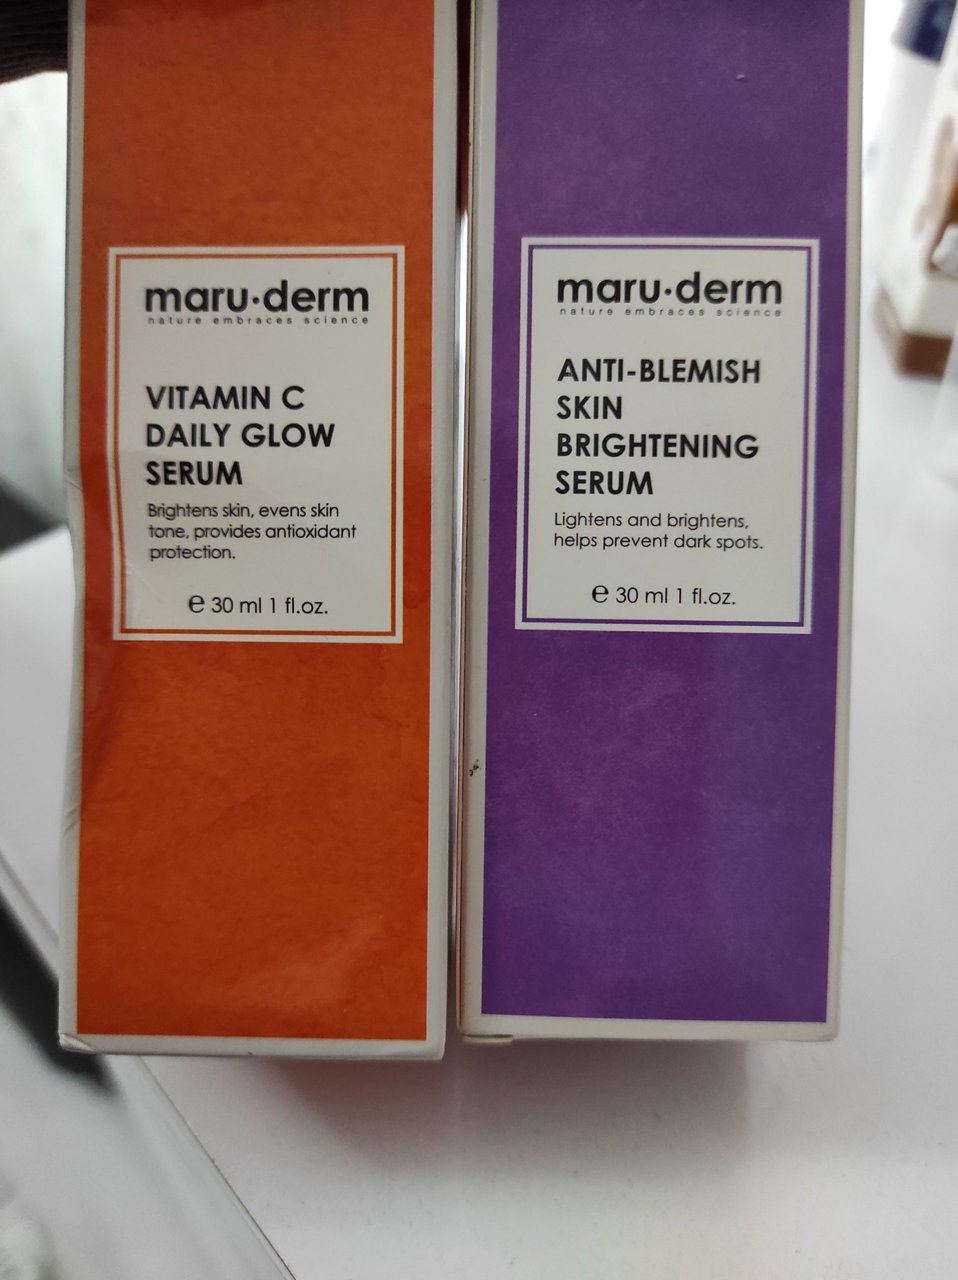 maru·derm
nature embraces science
VITAMIN C
DAILY GLOW
SERUM
Brightens skin, evens skin
tone, provides antioxidant
protection.
℮ 30 ml 1 fl.oz.
maru·derm
nature embraces science
ANTI-BLEMISH
SKIN
BRIGHTENING
SERUM
Lightens and brightens,
helps prevent dark spots.
℮ 30 ml 1 fl.oz.